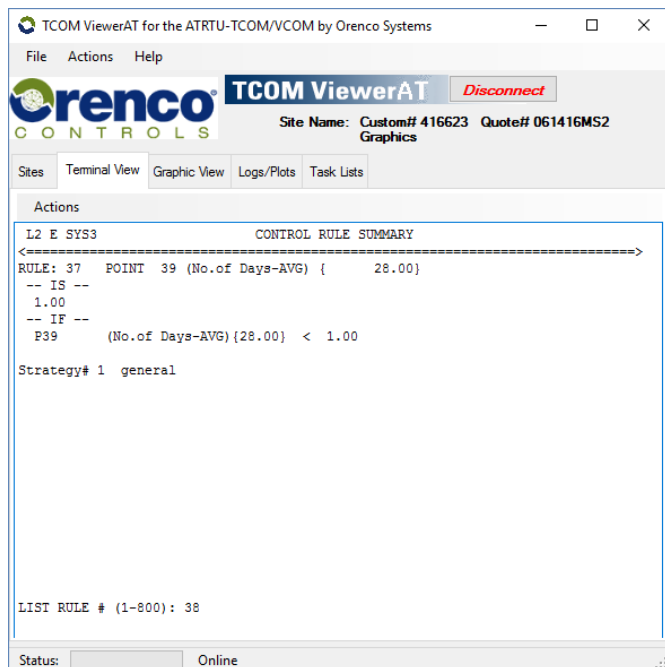 TCOM ViewerAT for the ATRTU-TCOM/VCOM by Orenco Systems
File Actions Help
Orenco
CONTROLS
TCOM ViewerAT
Disconnect
Site Name: Custom# 416623 Quote# 061416MS2
Graphics
Sites Terminal View Graphic View Logs/Plots Task Lists
Actions
L2 E SYS3 CONTROL RULE SUMMARY
<=============================================================================>
RULE: 37 POINT 39 (No.of Days-AVG) { 28.00}
-- IS --
1.00
-- IF --
P39 (No.of Days-AVG){28.00} < 1.00
Strategy# 1 general
LIST RULE # (1-800): 38
Status: Online